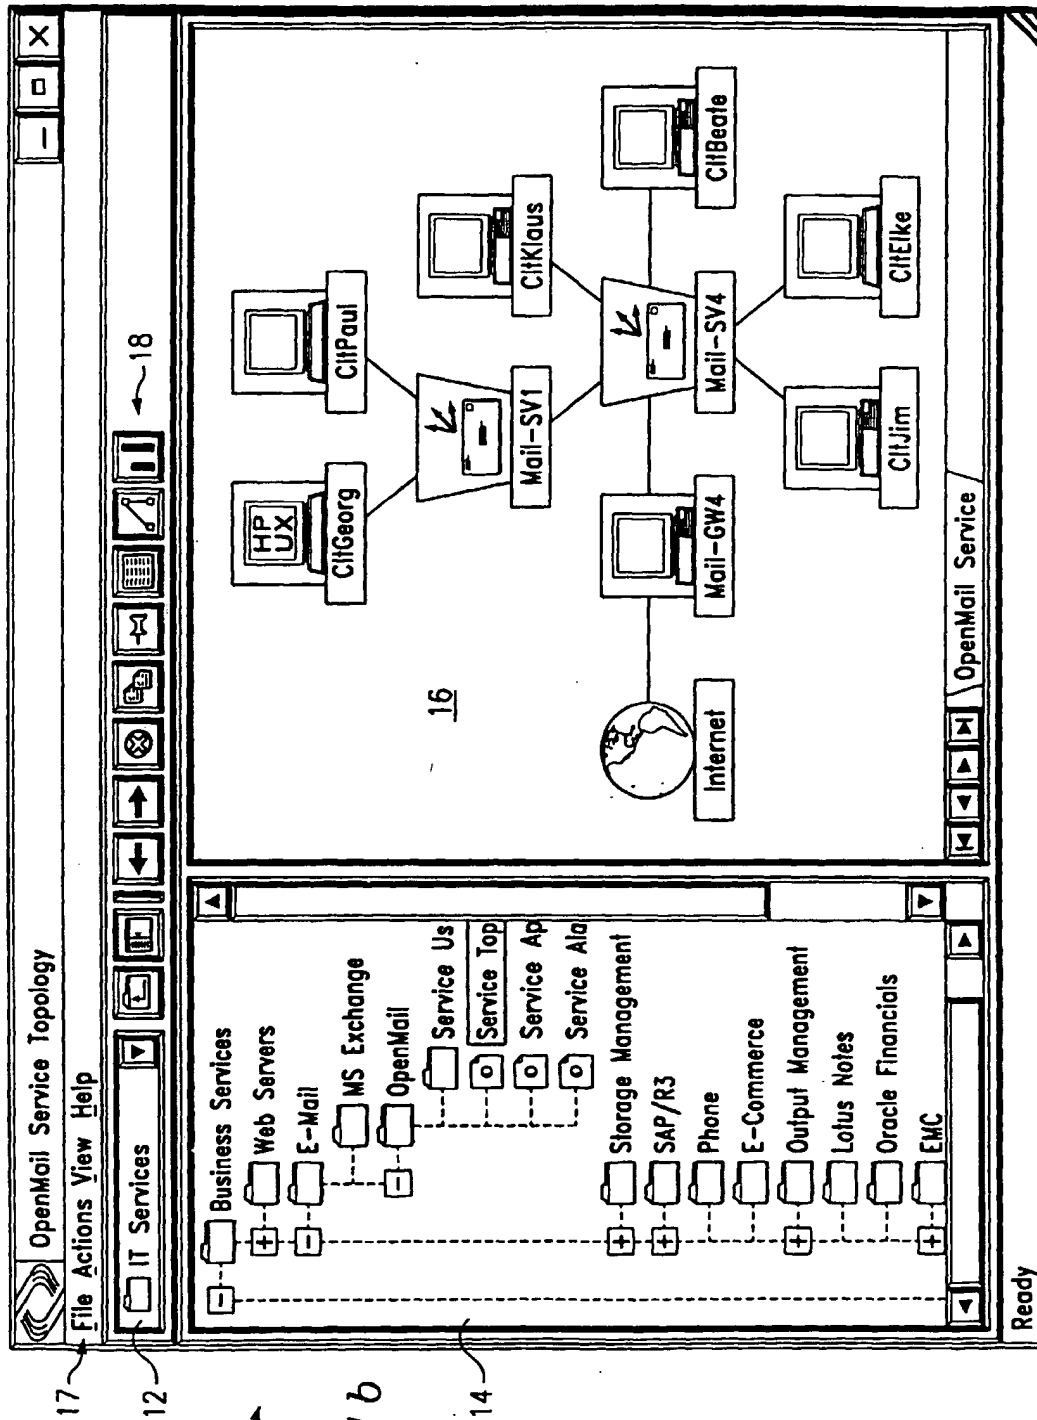 OpenMail Service Topology
File Actions View Help
17
IT Services
12
18
Business Services
Web Servers
E-Mail
MS Exchange
OpenMail
Service Us
Service Top
Service Ap
Service Ala
Storage Management
SAP/R3
Phone
E-Commerce
Output Management
Lotus Notes
Oracle Financials
EMC
14
16
HP
UX
CltGeorg
CltPaul
Mail-SV1
CltKlaus
Internet
Mail-GW4
Mail-SV4
CltBeate
CltJim
CltElke
OpenMail Service
Ready